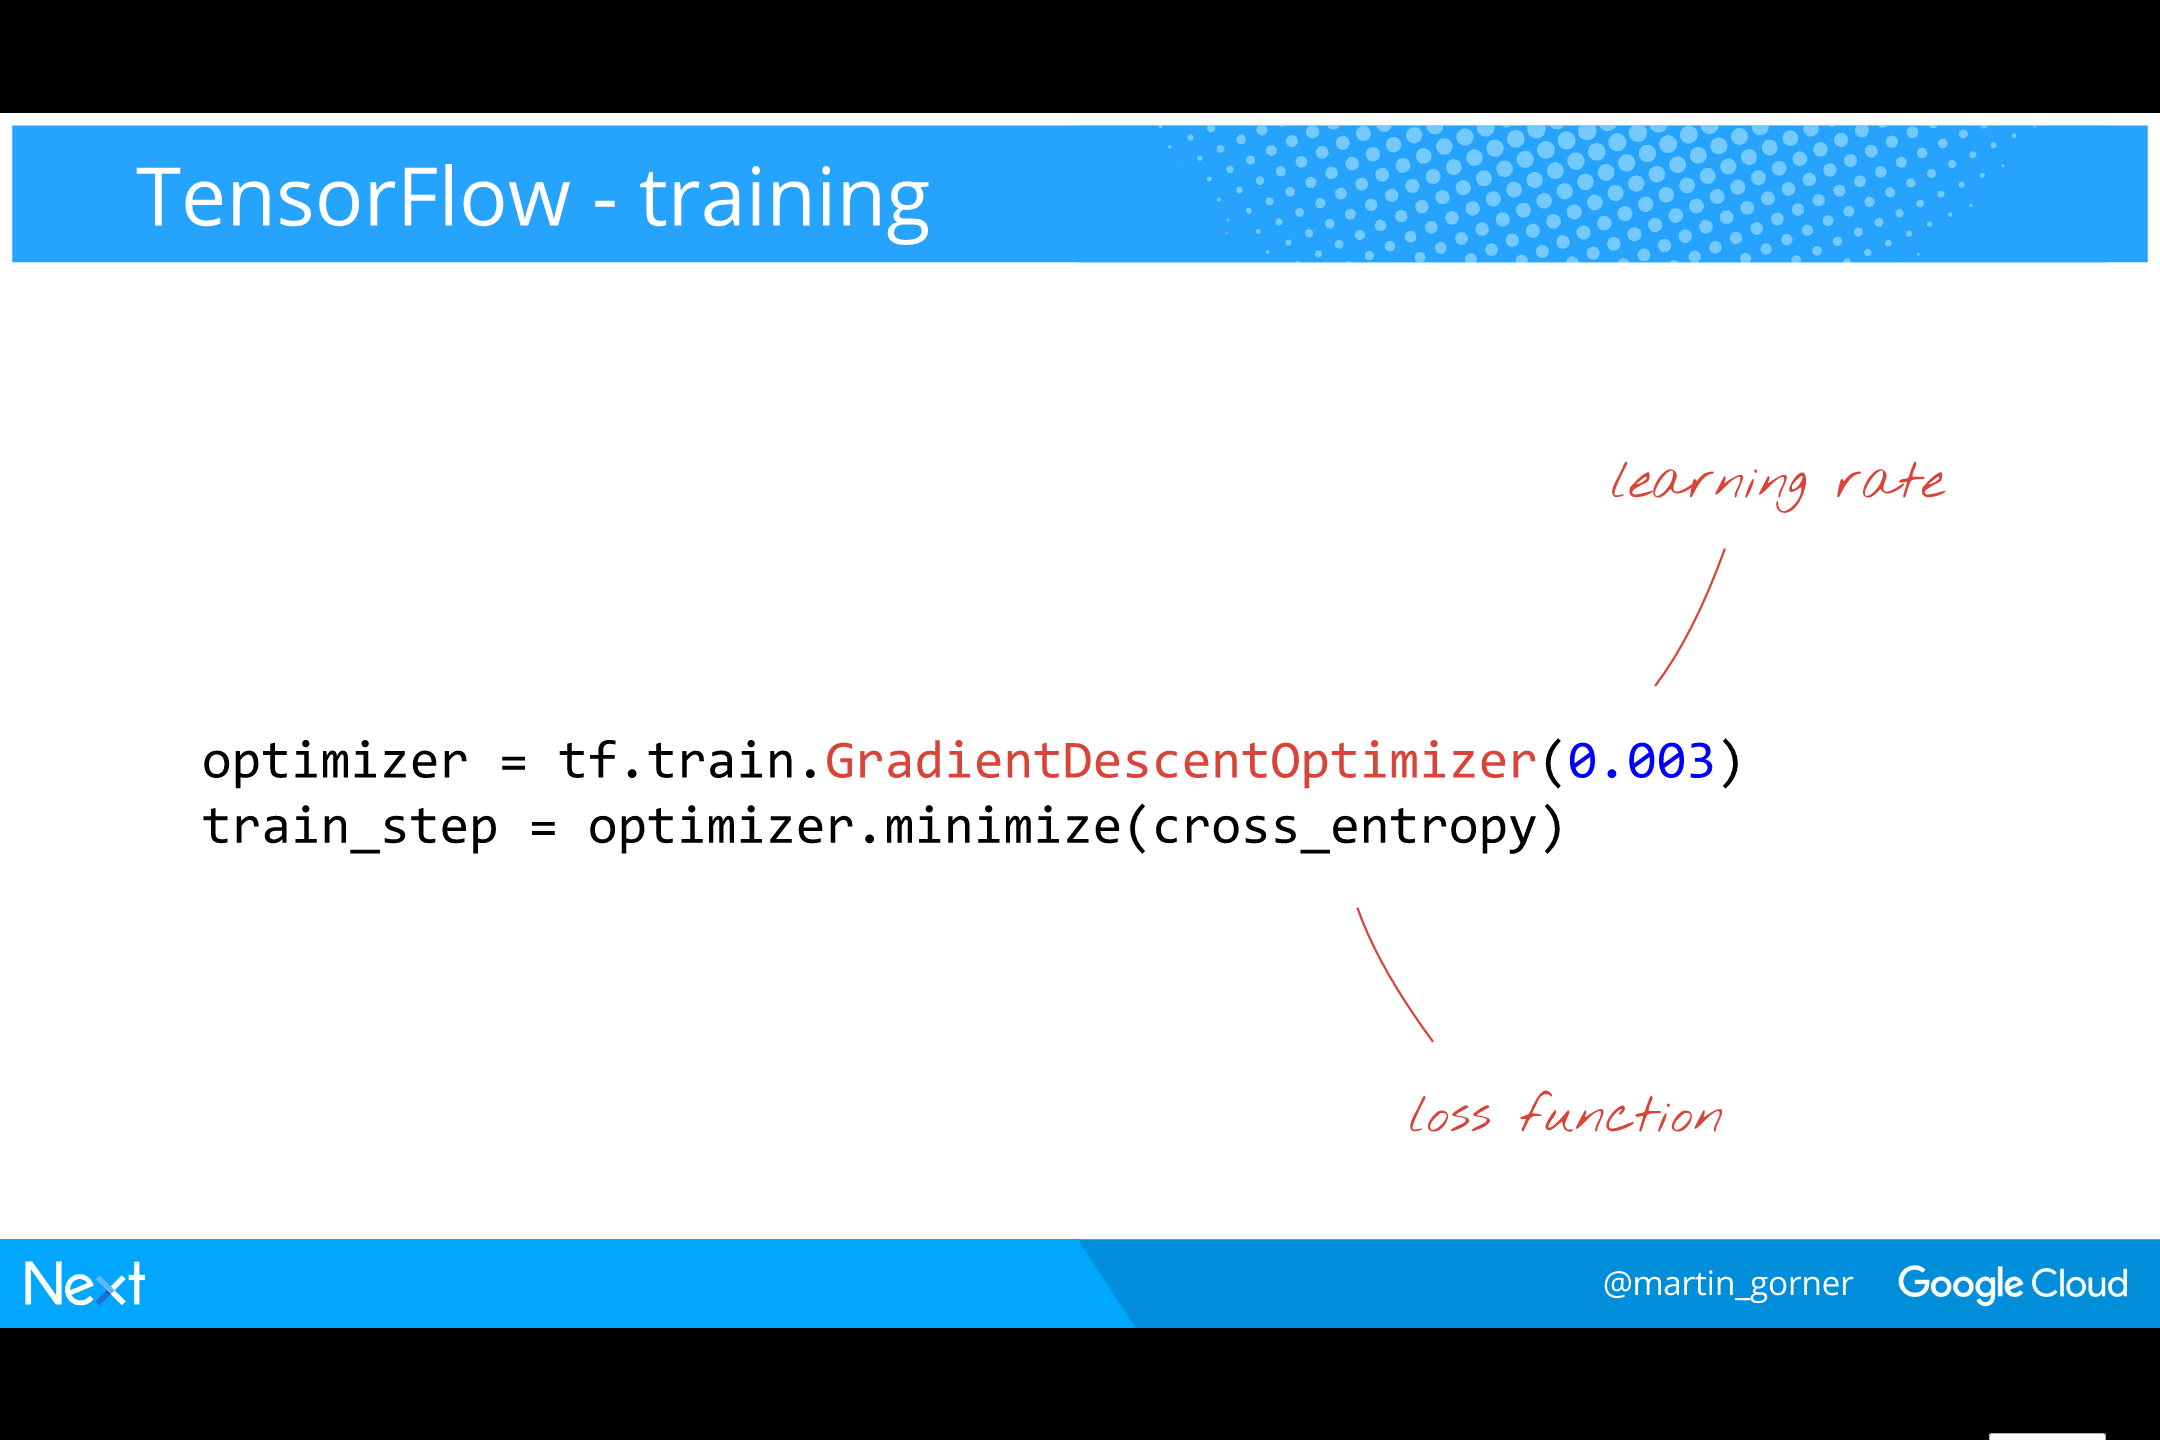 TensorFlow - training
learning rate
optimizer = tf.train.GradientDescentOptimizer(0.003)
train_step = optimizer.minimize(cross_entropy)
loss function
Next
@martin_gorner
Google Cloud